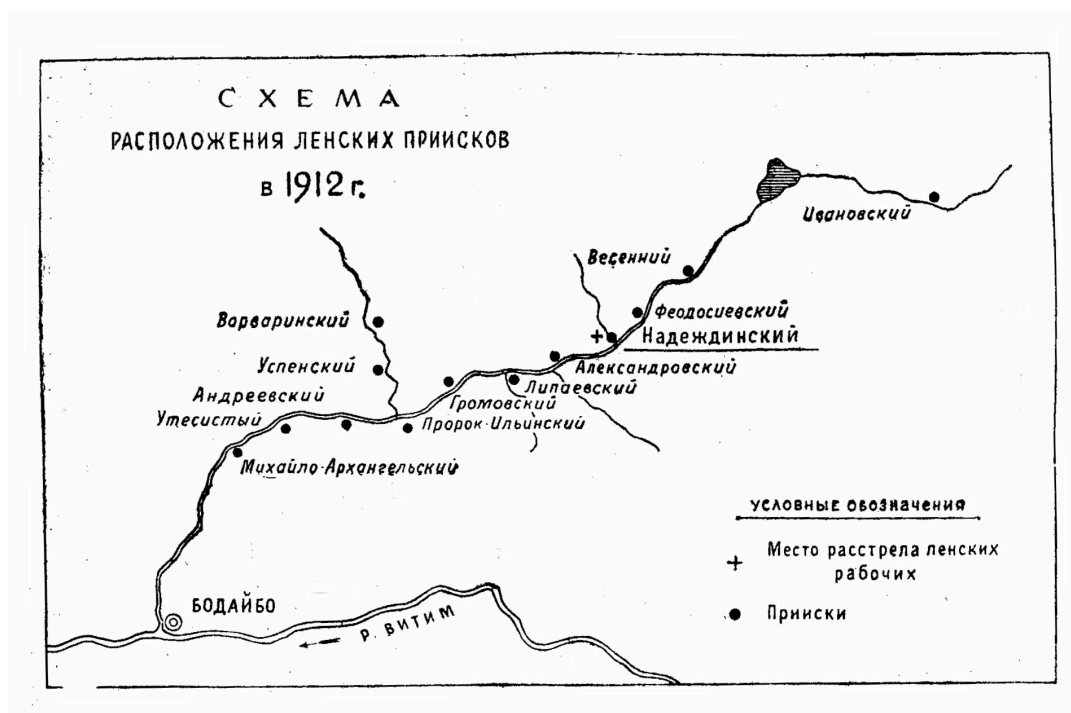 СХЕМА
РАСПОЛОЖЕНИЯ ЛЕНСКИХ ПРИИСКОВ
в 1912 г.
Ивановский
Весенний
Феодосиевский
Надеждинский
Варваринский
Успенский
Александровский
Липаевский
Андреевский
Громовский
Утесистый
Пророк-Ильинский
Михайло-Архангельский
УСЛОВНЫЕ ОБОЗНАЧЕНИЯ
Место расстрела ленских
рабочих
Прииски
БОДАЙБО
Р. ВИТИМ